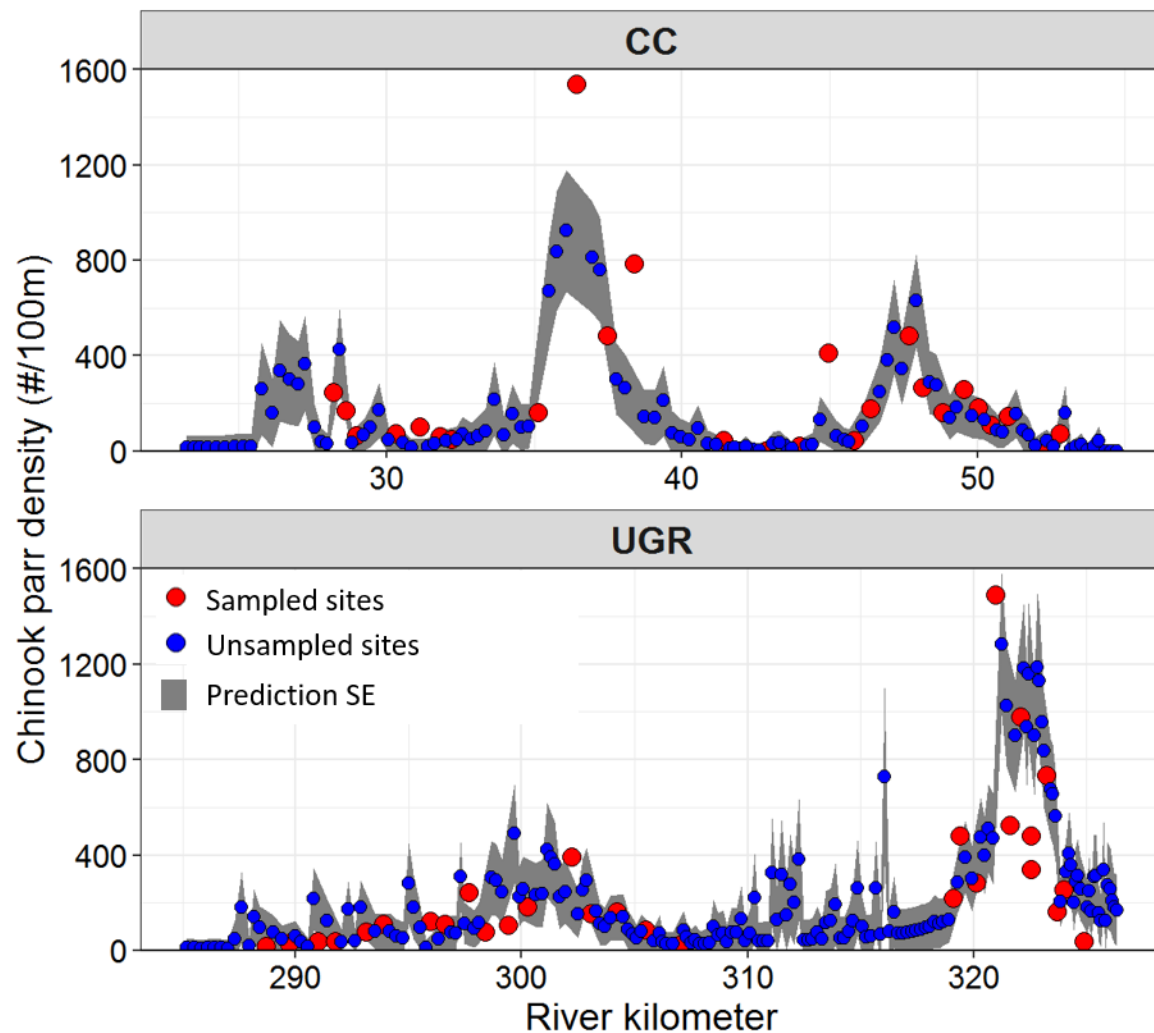 CC
1600
1200
800
400
0
30 40 50
Chinook parr density (#/100m)
UGR
1600
1200
800
400
0
Sampled sites
Unsampled sites
Prediction SE
290 300 310 320
River kilometer